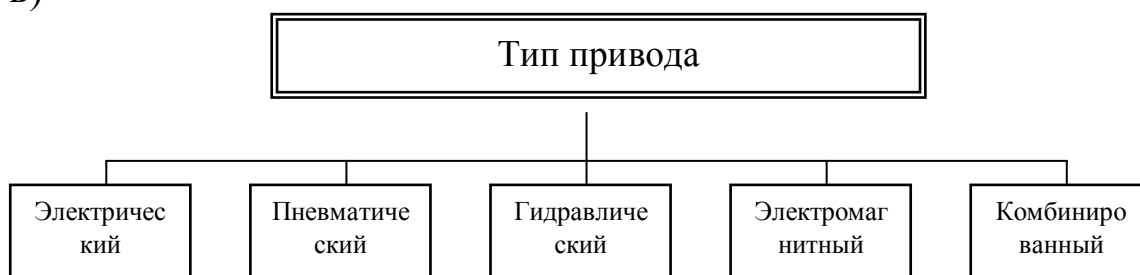 Тип привода
Электричес
кий
Пневматиче
ский
Гидравличе
ский
Электромаг
нитный
Комбиниро
ванный